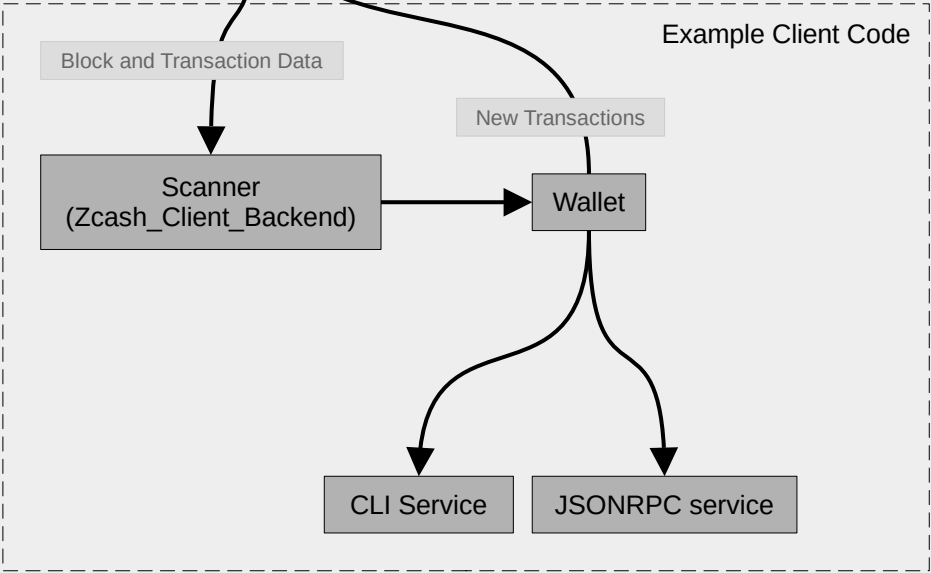 Example Client Code
Block and Transaction Data
New Transactions
Scanner
(Zcash_Client_Backend)
Wallet
CLI Service
JSONRPC service